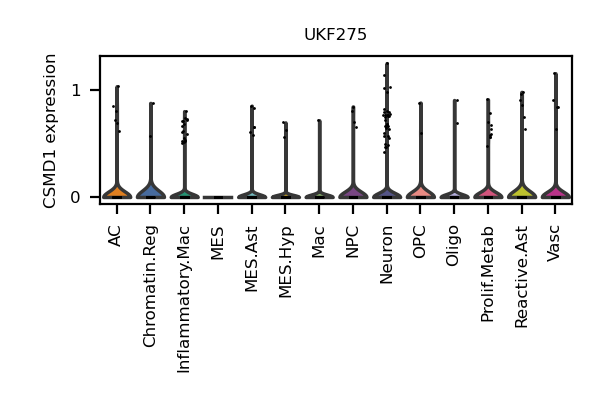 UKF275
CSMD1 expression
1
0
AC
Chromatin.Reg
Inflammatory.Mac
MES
MES.Ast
MES.Hyp
Mac
NPC
Neuron
OPC
Oligo
Prolif.Metab
Reactive.Ast
Vasc